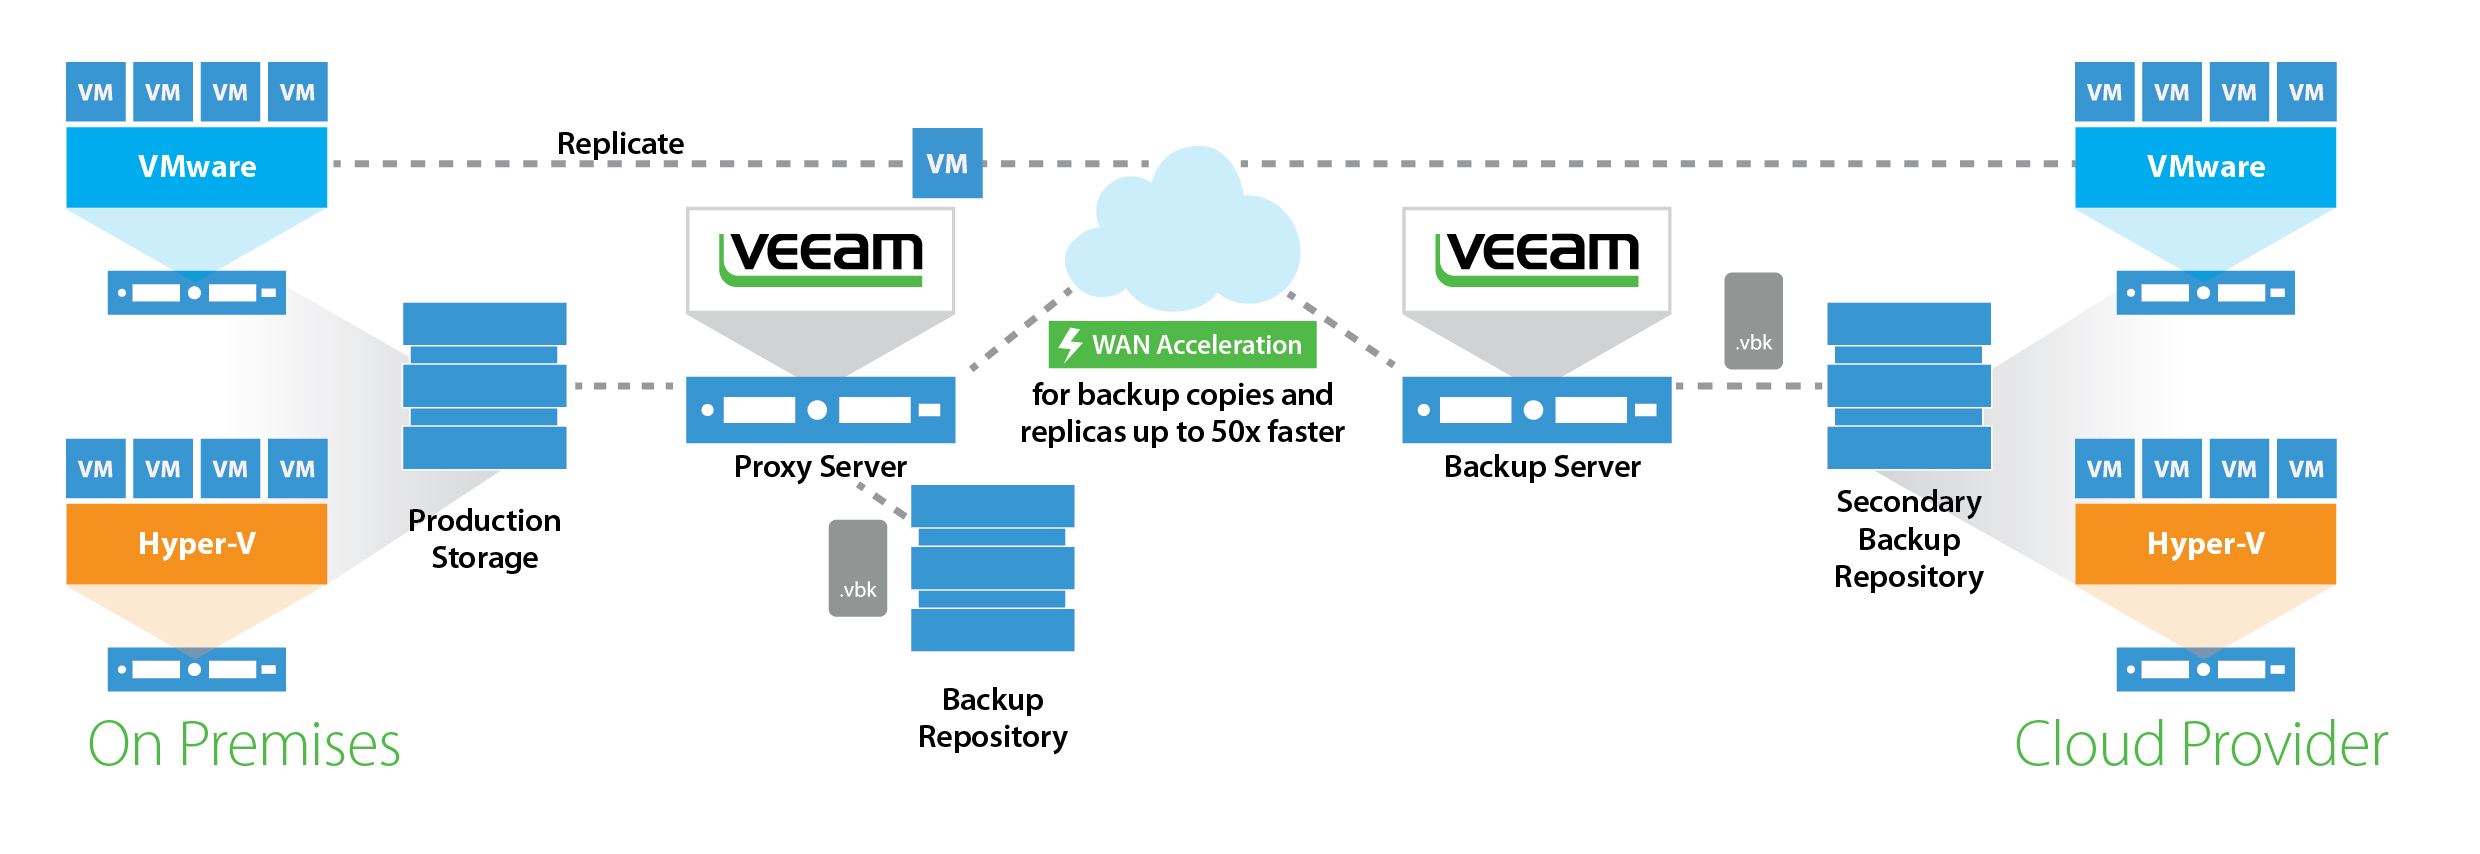 VM VM VM VM
VMware
Replicate
VM
VM VM VM VM
VMware
veeam
veeam
WAN Acceleration
for backup copies and
replicas up to 50x faster
.vbk
Proxy Server
Backup Server
VM VM VM VM
Hyper-V
Production
Storage
.vbk
Secondary
Backup
Repository
VM VM VM VM
Hyper-V
Backup
Repository
On Premises
Cloud Provider